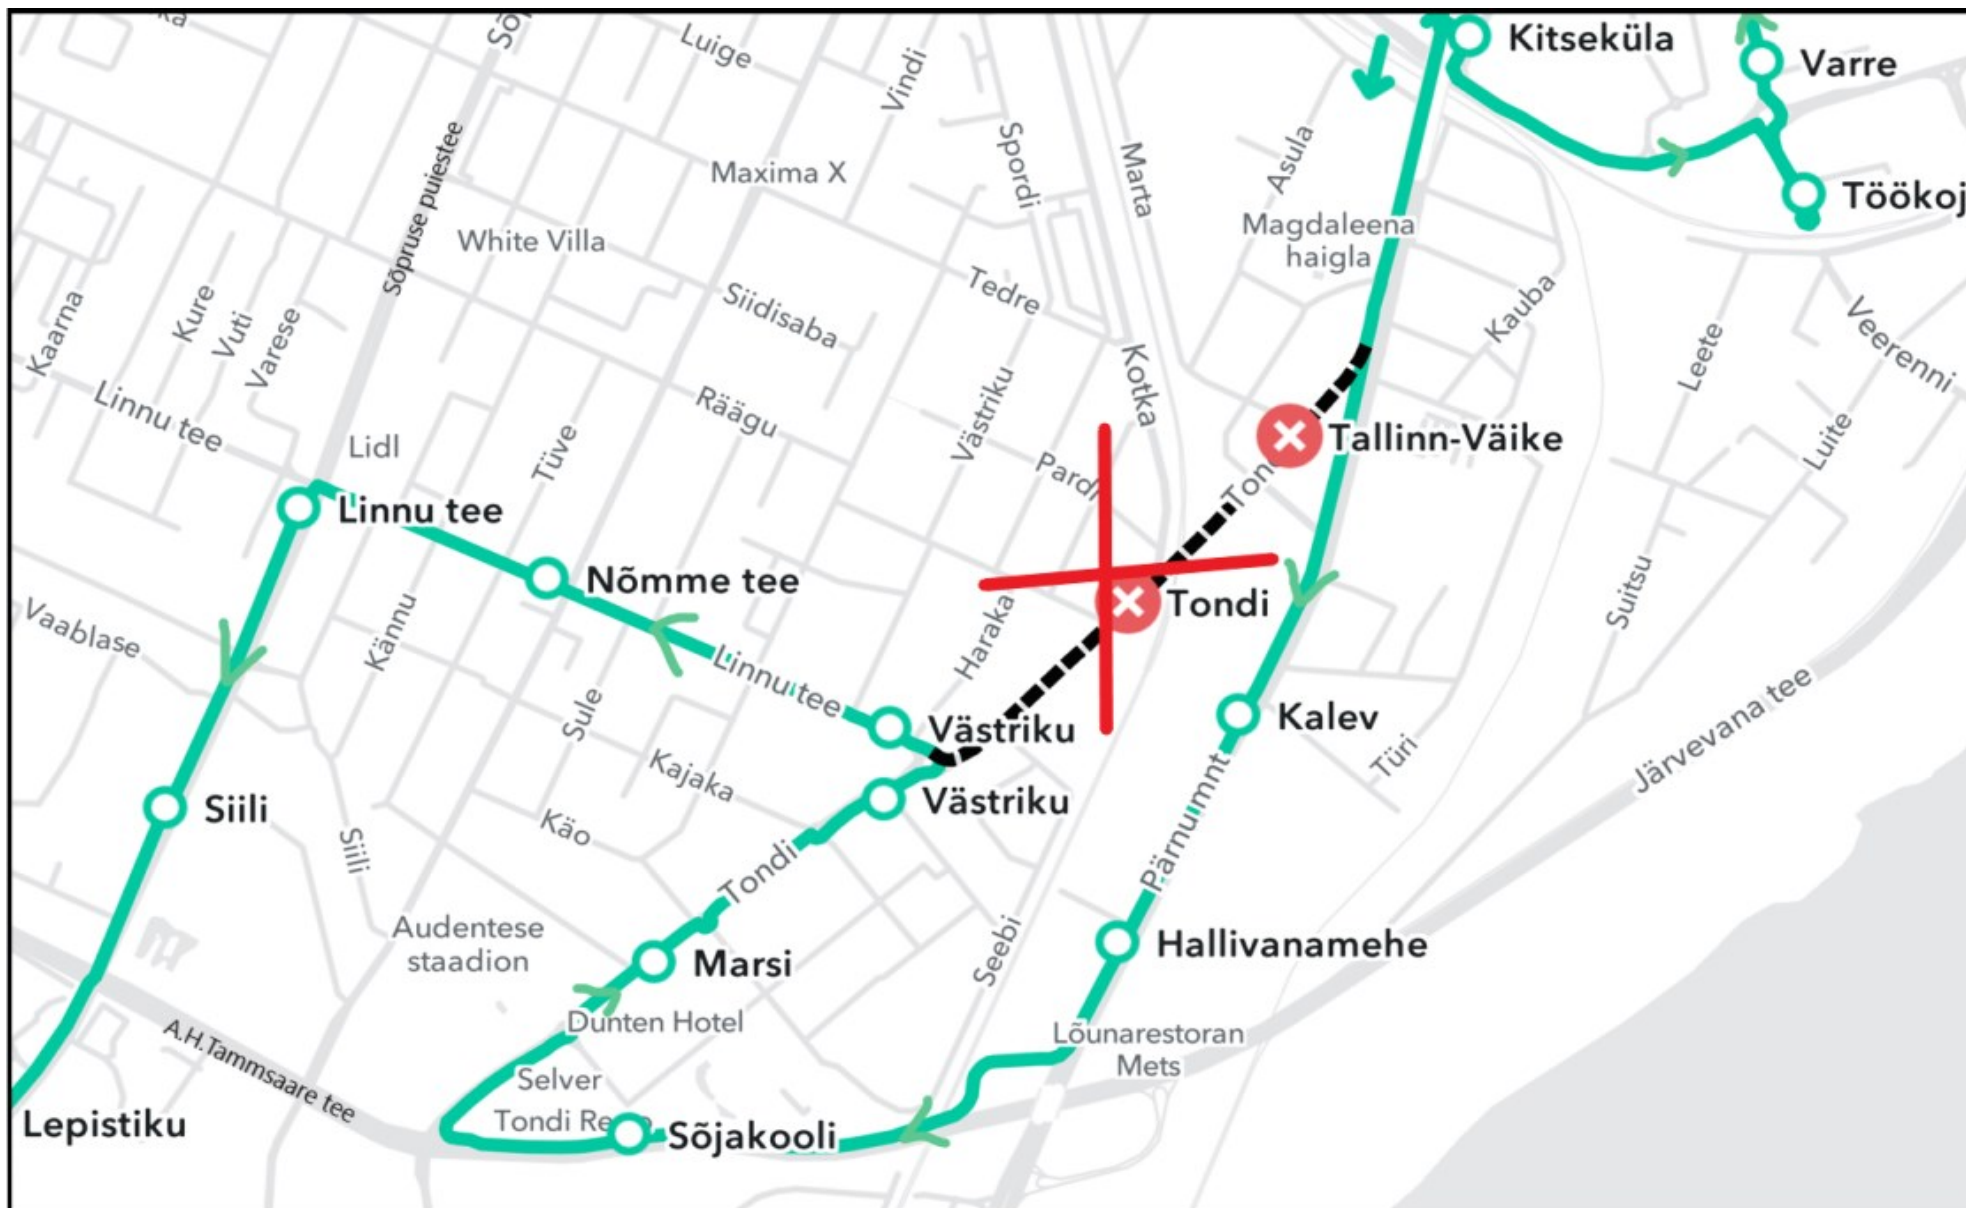 Luige
Vindi
Kitseküla
Varre
Spordi
Marta
Asula
Maxima X
Sõpruse puiestee
White Villa
Magdaleena
haigla
Kaarna
Kure
Vuti
Varese
Siidisaba
Tedre
Kauba
Leete
Veerenni
Linnu tee
Lidl
Tüve
Räägu
Västriku
Kotka
Pardi
Tallinn-Väike
Luite
Linnu tee
Nõmme tee
Haraka
Tondi
Suitsu
Vaablase
Kännu
Sule
Linnu tee
Västriku
Kalev
Türi
Järvevana tee
Siili
Siili
Kajaka
Käo
Västriku
Pärnu mnt
Tondi
Audentese
staadion
Marsi
Seebi
Hallivanamehe
Dunten Hotel
Lõunarestoran
Mets
A.H.Tammsaare tee
Selver
Tondi
Lepistiku
Sõjakooli